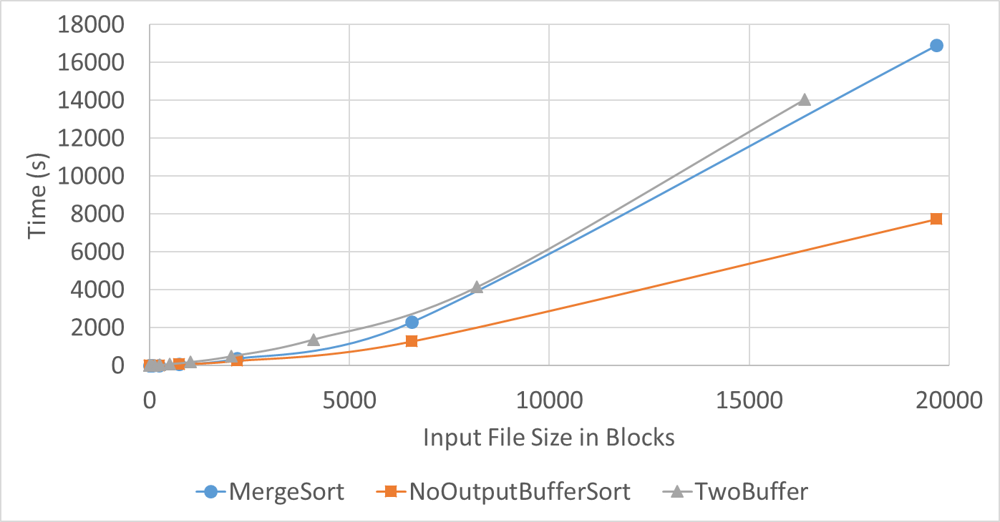 18000
16000
14000
12000
10000
8000
6000
4000
2000
0
Time (s)
0 5000 10000 15000 20000
Input File Size in Blocks
MergeSort NoOutputBufferSort TwoBuffer